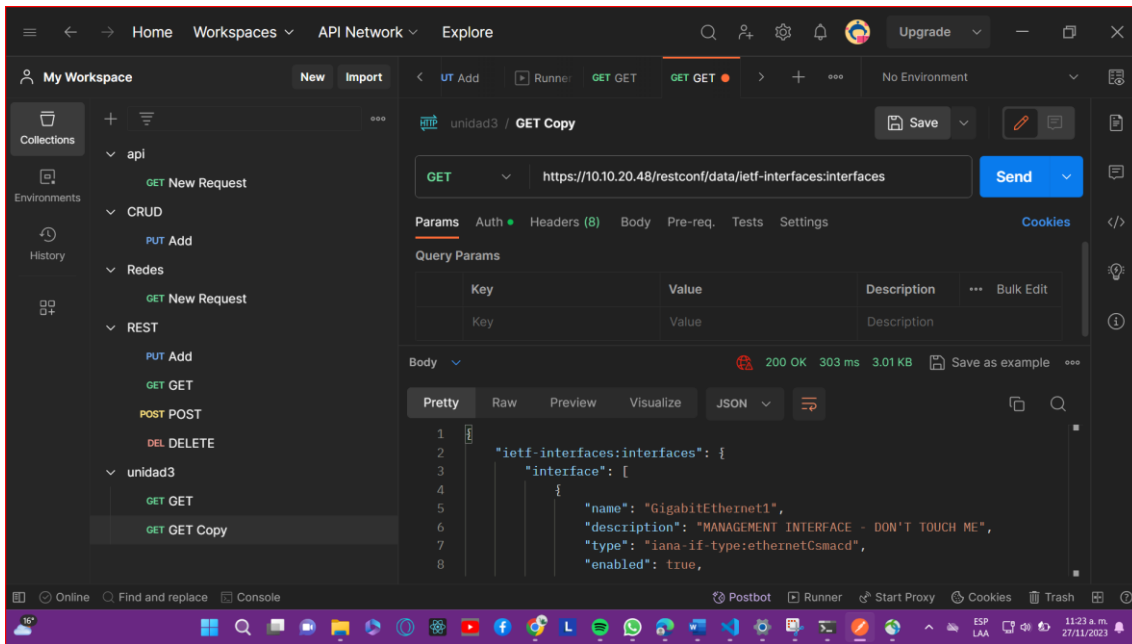 Home Workspaces API Network Explore Upgrade
My Workspace New Import UT Add Runner GET GET GET GET No Environment
Collections
Environments
History
api
GET New Request
CRUD
PUT Add
Redes
GET New Request
REST
PUT Add
GET GET
POST POST
DEL DELETE
unidad3
GET GET
GET GET Copy
HTTP unidad3 / GET Copy Save
GET https://10.10.20.48/restconf/data/ietf-interfaces:interfaces Send
Params Auth Headers (8) Body Pre-req. Tests Settings Cookies
Query Params
Key Value Description Bulk Edit
Key Value Description
Body 200 OK 303 ms 3.01 KB Save as example
Pretty Raw Preview Visualize JSON
1 {
2 "ietf-interfaces:interfaces": {
3 "interface": [
4 {
5 "name": "GigabitEthernet1",
6 "description": "MANAGEMENT INTERFACE - DON'T TOUCH ME",
7 "type": "iana-if-type:ethernetCsmacd",
8 "enabled": true,
Online Find and replace Console Postbot Runner Start Proxy Cookies Trash
16° ESP LAA 11:23 a. m. 27/11/2023